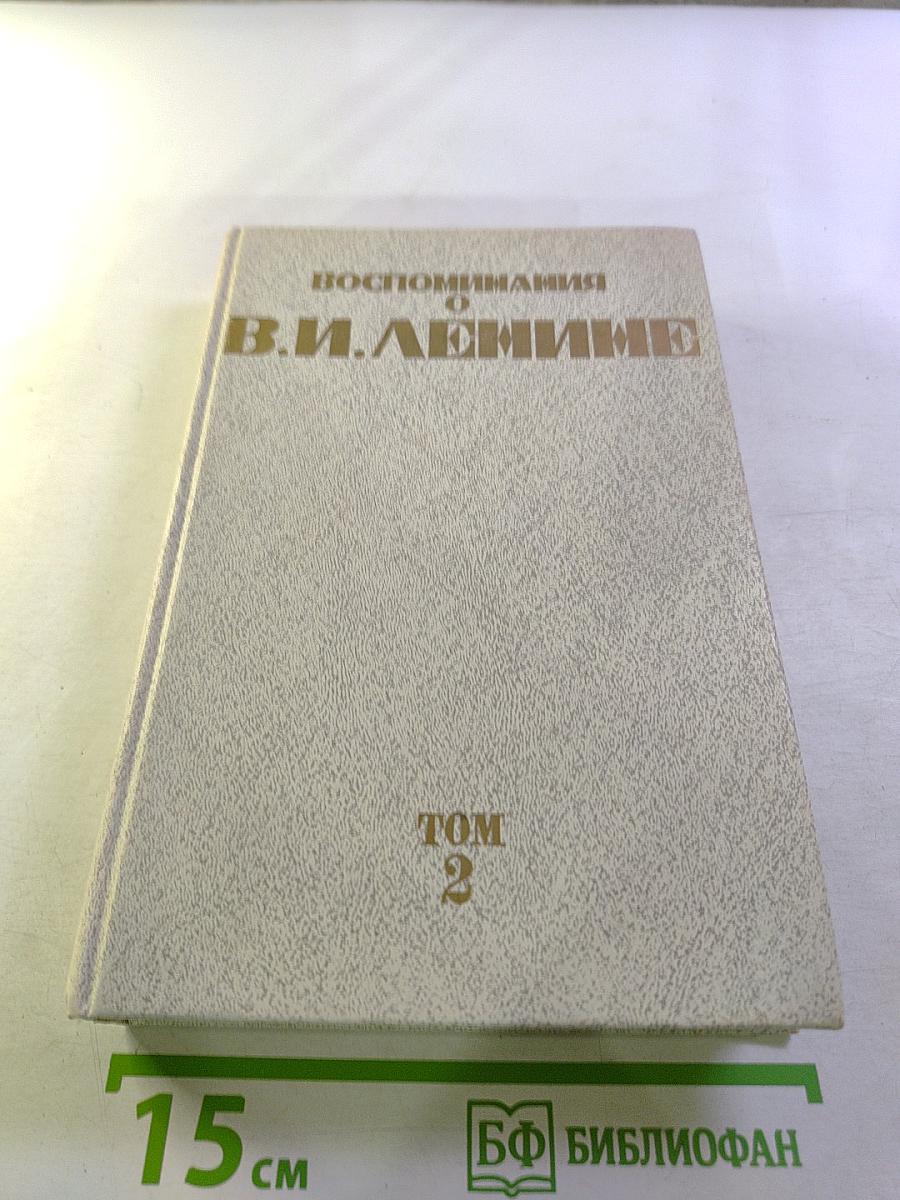 ВОСПОМИНАНИЯ
О
В.И.ЛЕНИНЕ
ТОМ
2
15 см
БФ БИБЛИОФАН